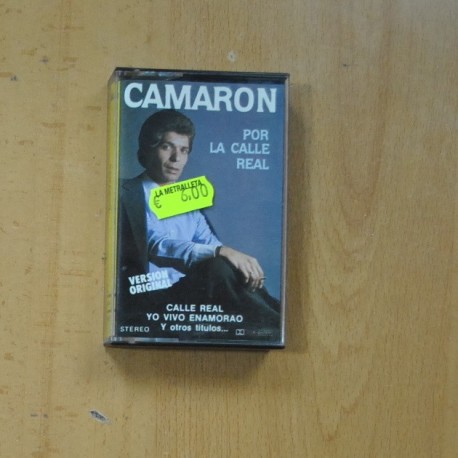 CAMARON
POR
LA CALLE
REAL
LA METRALLETA
€ 6.00
VERSION
ORIGINAL
CALLE REAL
YO VIVO ENAMORAO
Y otros títulos...
STEREO